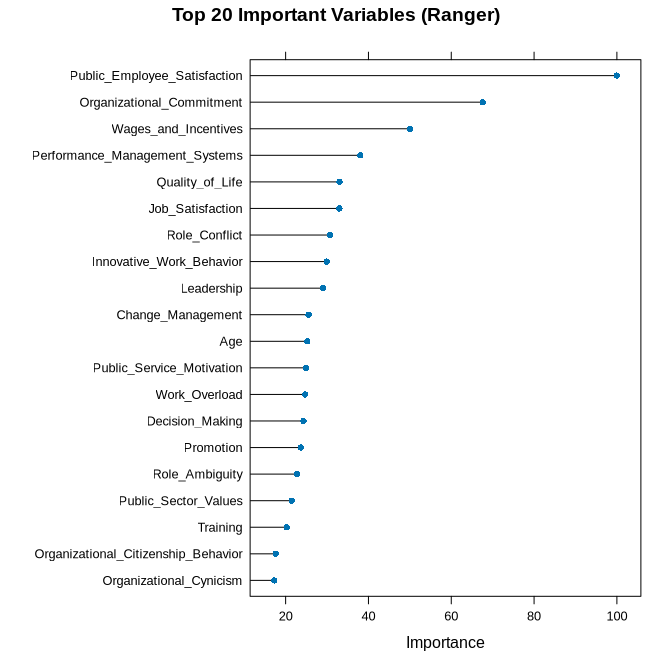 Top 20 Important Variables (Ranger)
Public_Employee_Satisfaction
Organizational_Commitment
Wages_and_Incentives
Performance_Management_Systems
Quality_of_Life
Job_Satisfaction
Role_Conflict
Innovative_Work_Behavior
Leadership
Change_Management
Age
Public_Service_Motivation
Work_Overload
Decision_Making
Promotion
Role_Ambiguity
Public_Sector_Values
Training
Organizational_Citizenship_Behavior
Organizational_Cynicism
20 40 60 80 100
Importance